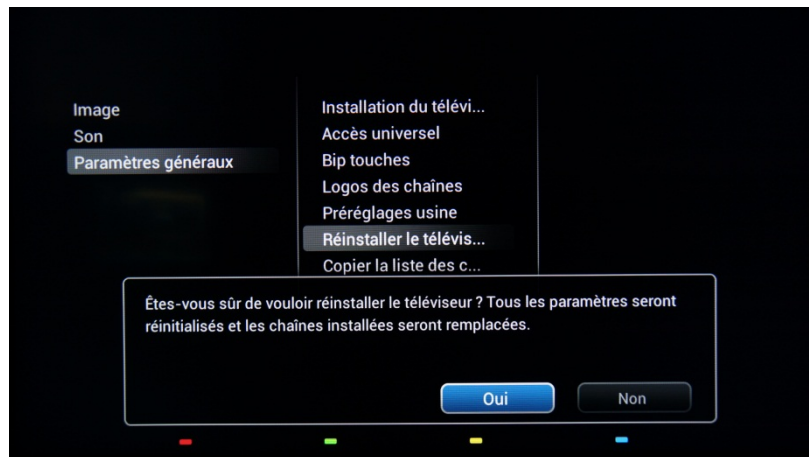 Image
Son
Paramètres généraux
Installation du télévi...
Accès universel
Bip touches
Logos des chaînes
Préréglages usine
Réinstaller le télévis...
Copier la liste des c...
Êtes-vous sûr de vouloir réinstaller le téléviseur ? Tous les paramètres seront
réinitialisés et les chaînes installées seront remplacées.
Oui
Non